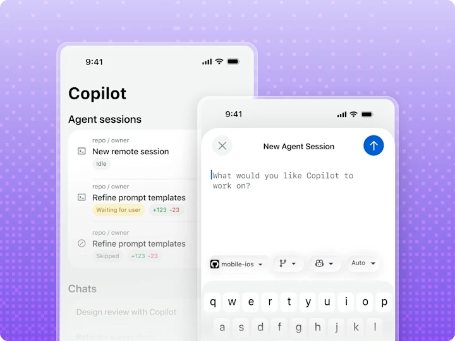 9:41
Copilot
Agent sessions
repo / owner
New remote session
Idle
repo / owner
Refine prompt templates
Waiting for user +123 -23
repo / owner
Refine prompt templates
Skipped +123 -23
Chats
Design review with Copilot
9:41
New Agent Session
What would you like Copilot to
work on?
mobile-ios
Auto
q w e r t y u i o p
a s d f g h j k l